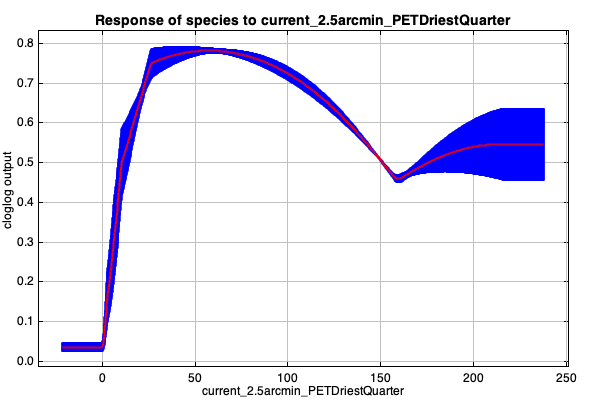 Response of species to current_2.5arcmin_PETDriestQuarter
cloglog output
0.8
0.7
0.6
0.5
0.4
0.3
0.2
0.1
0.0
0 50 100 150 200 250
current_2.5arcmin_PETDriestQuarter